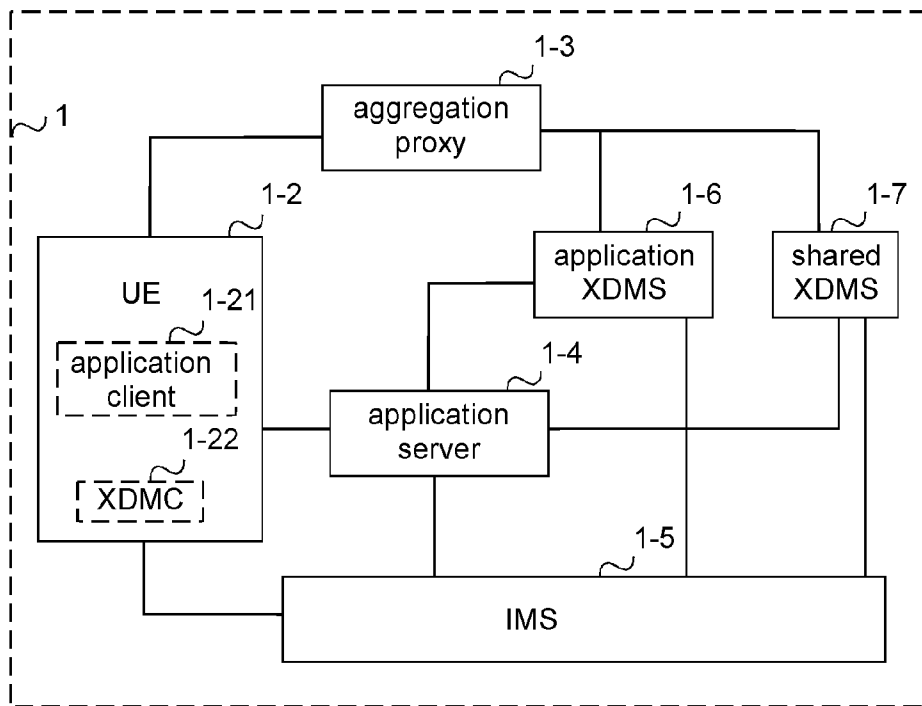 1-3
aggregation
proxy
1
1-2
1-6
1-7
UE
application
XDMS
shared
XDMS
1-21
application
client
1-4
application
server
1-22
XDMC
1-5
IMS